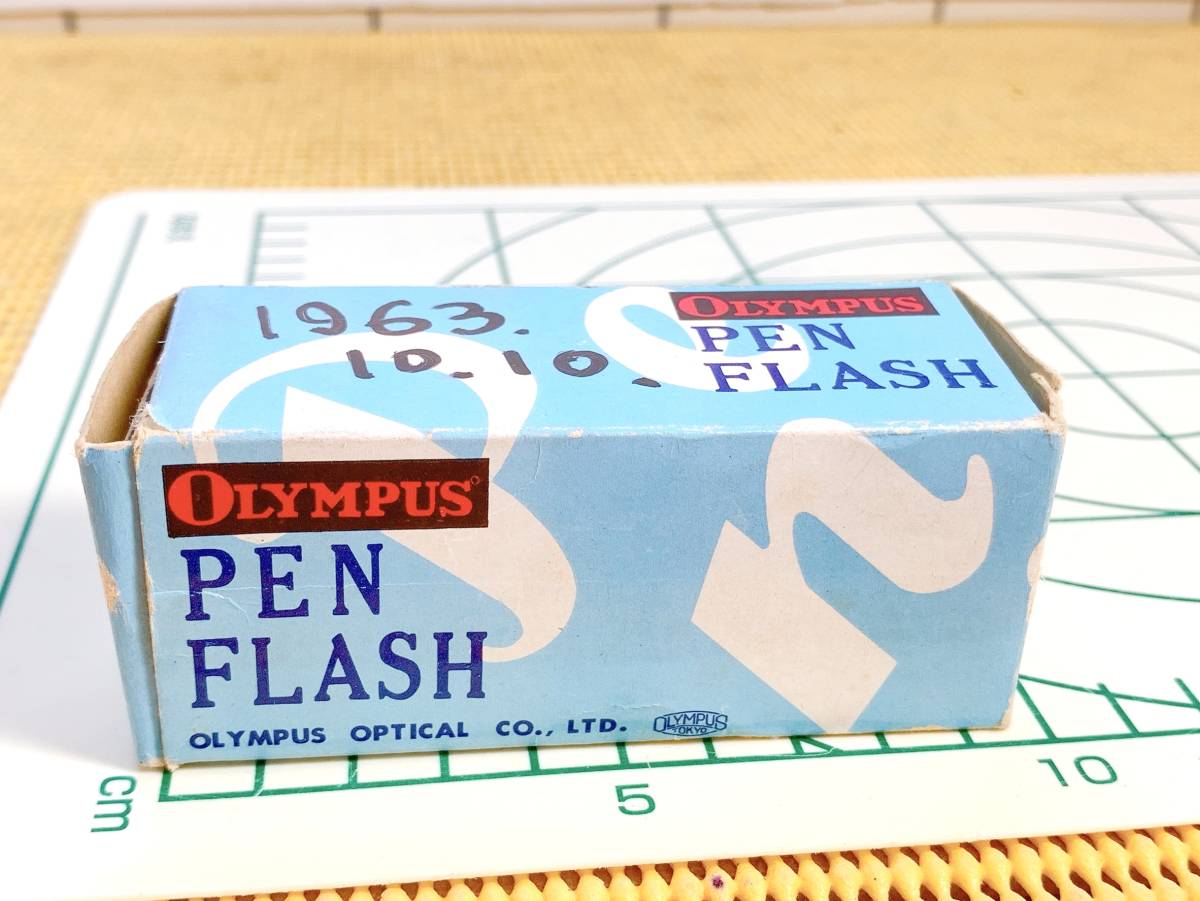 1963.
10.10.
OLYMPUS
PEN
FLASH
OLYMPUS
PEN
FLASH
OLYMPUS OPTICAL CO., LTD.
OLYMPUS
TOKYO
cm
5
10